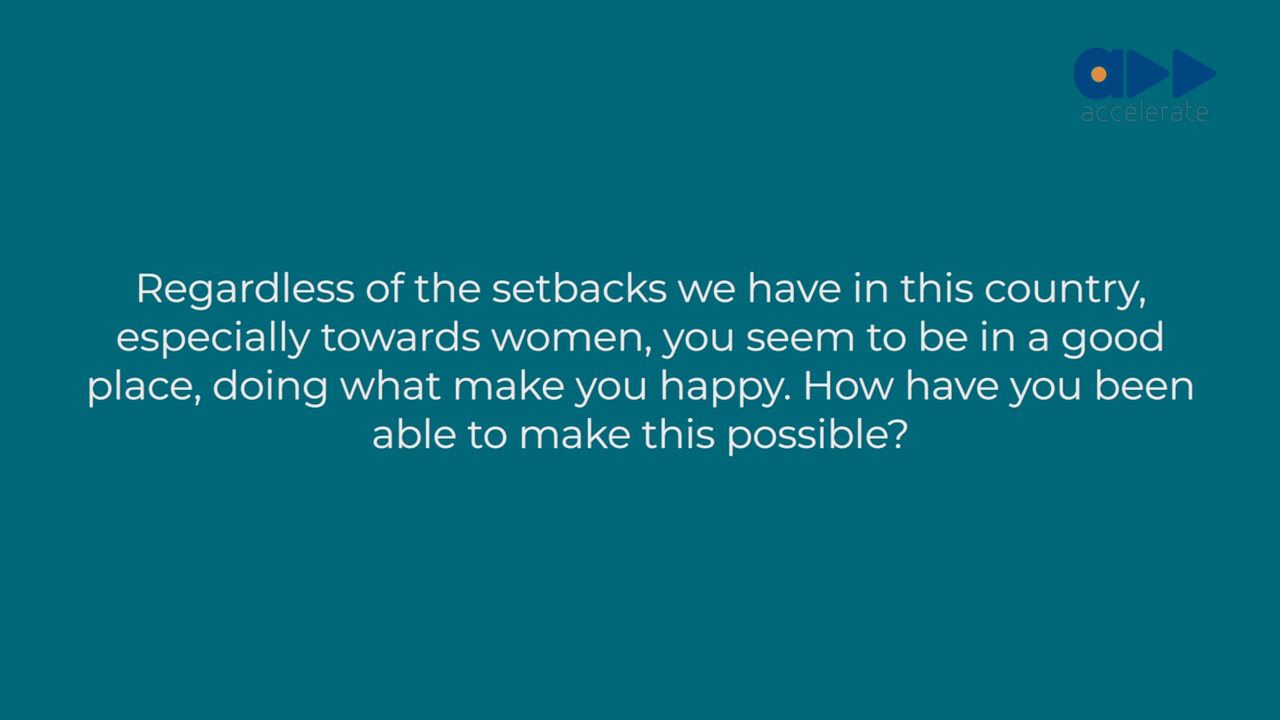 accelerate
Regardless of the setbacks we have in this country,
especially towards women, you seem to be in a good
place, doing what make you happy. How have you been
able to make this possible?